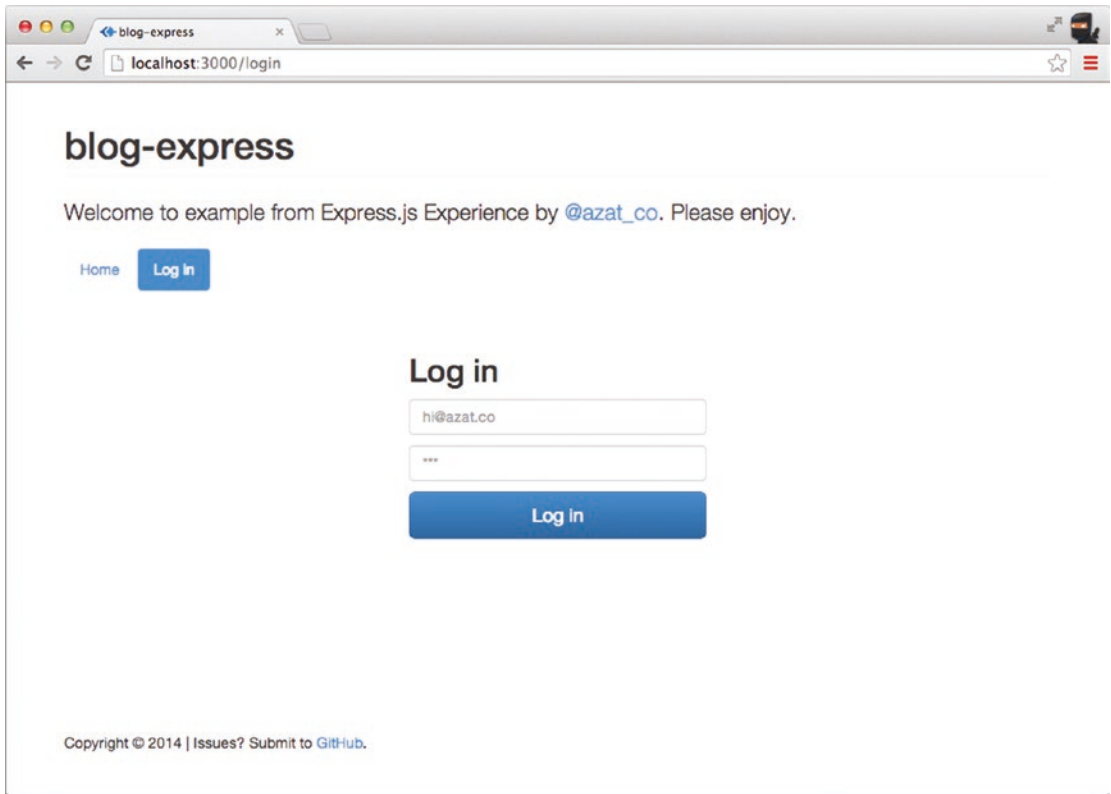 blog-express
localhost:3000/login
blog-express
Welcome to example from Express.js Experience by @azat_co. Please enjoy.
Home
Log in
Log in
hi@azat.co
***
Log in
Copyright © 2014 | Issues? Submit to GitHub.